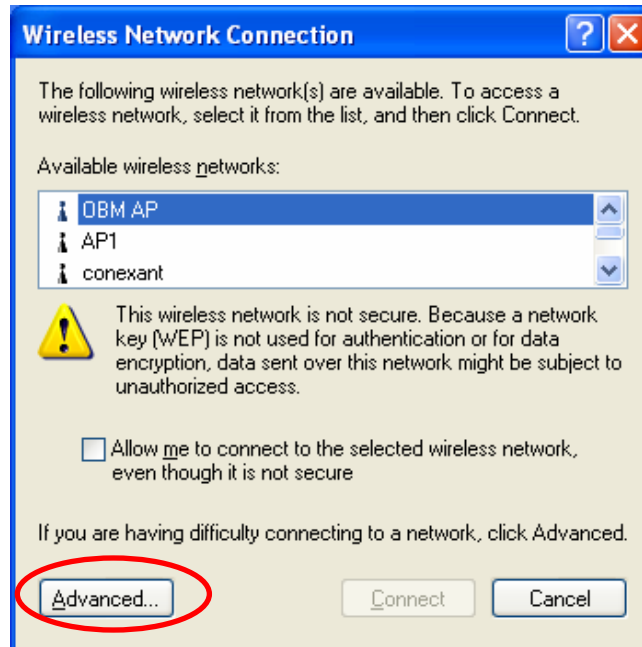 Wireless Network Connection
The following wireless network(s) are available. To access a
wireless network, select it from the list, and then click Connect.
Available wireless networks:
OBM AP
AP1
conexant
This wireless network is not secure. Because a network
key (WEP) is not used for authentication or for data
encryption, data sent over this network might be subject to
unauthorized access.
Allow me to connect to the selected wireless network,
even though it is not secure
If you are having difficulty connecting to a network, click Advanced.
Advanced... Connect Cancel